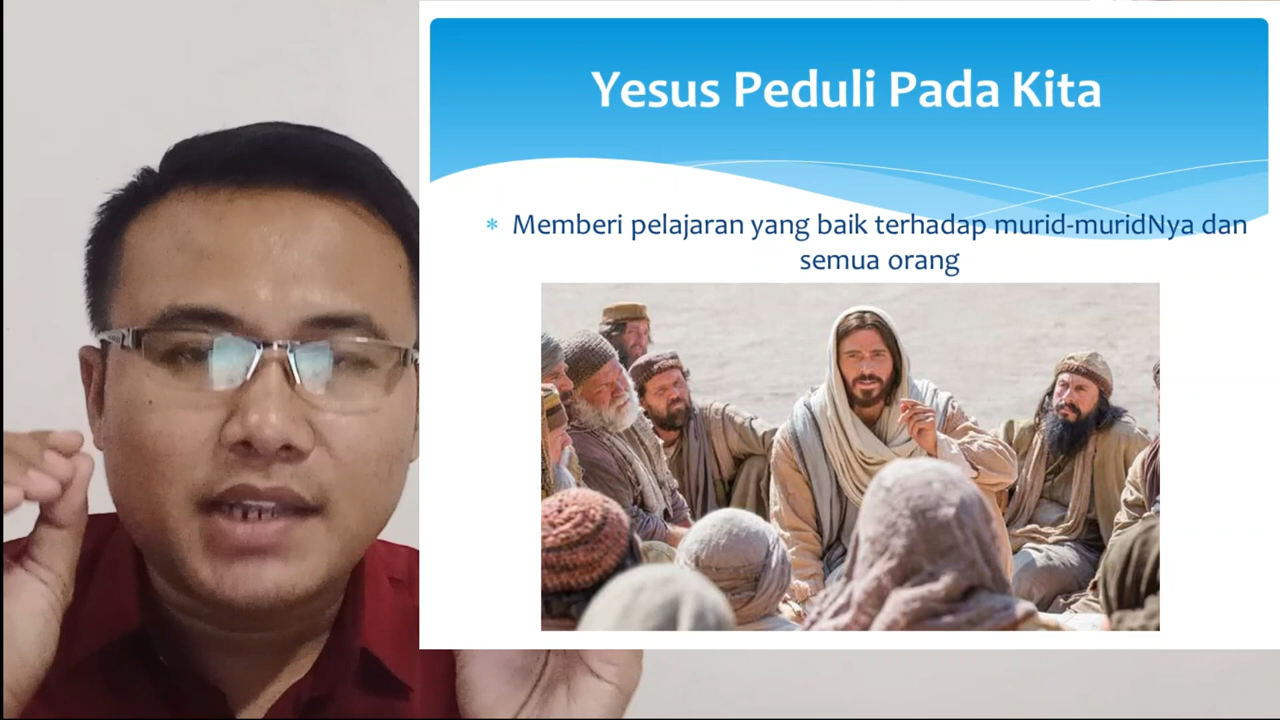 Yesus Peduli Pada Kita
* Memberi pelajaran yang baik terhadap murid-muridNya dan
semua orang